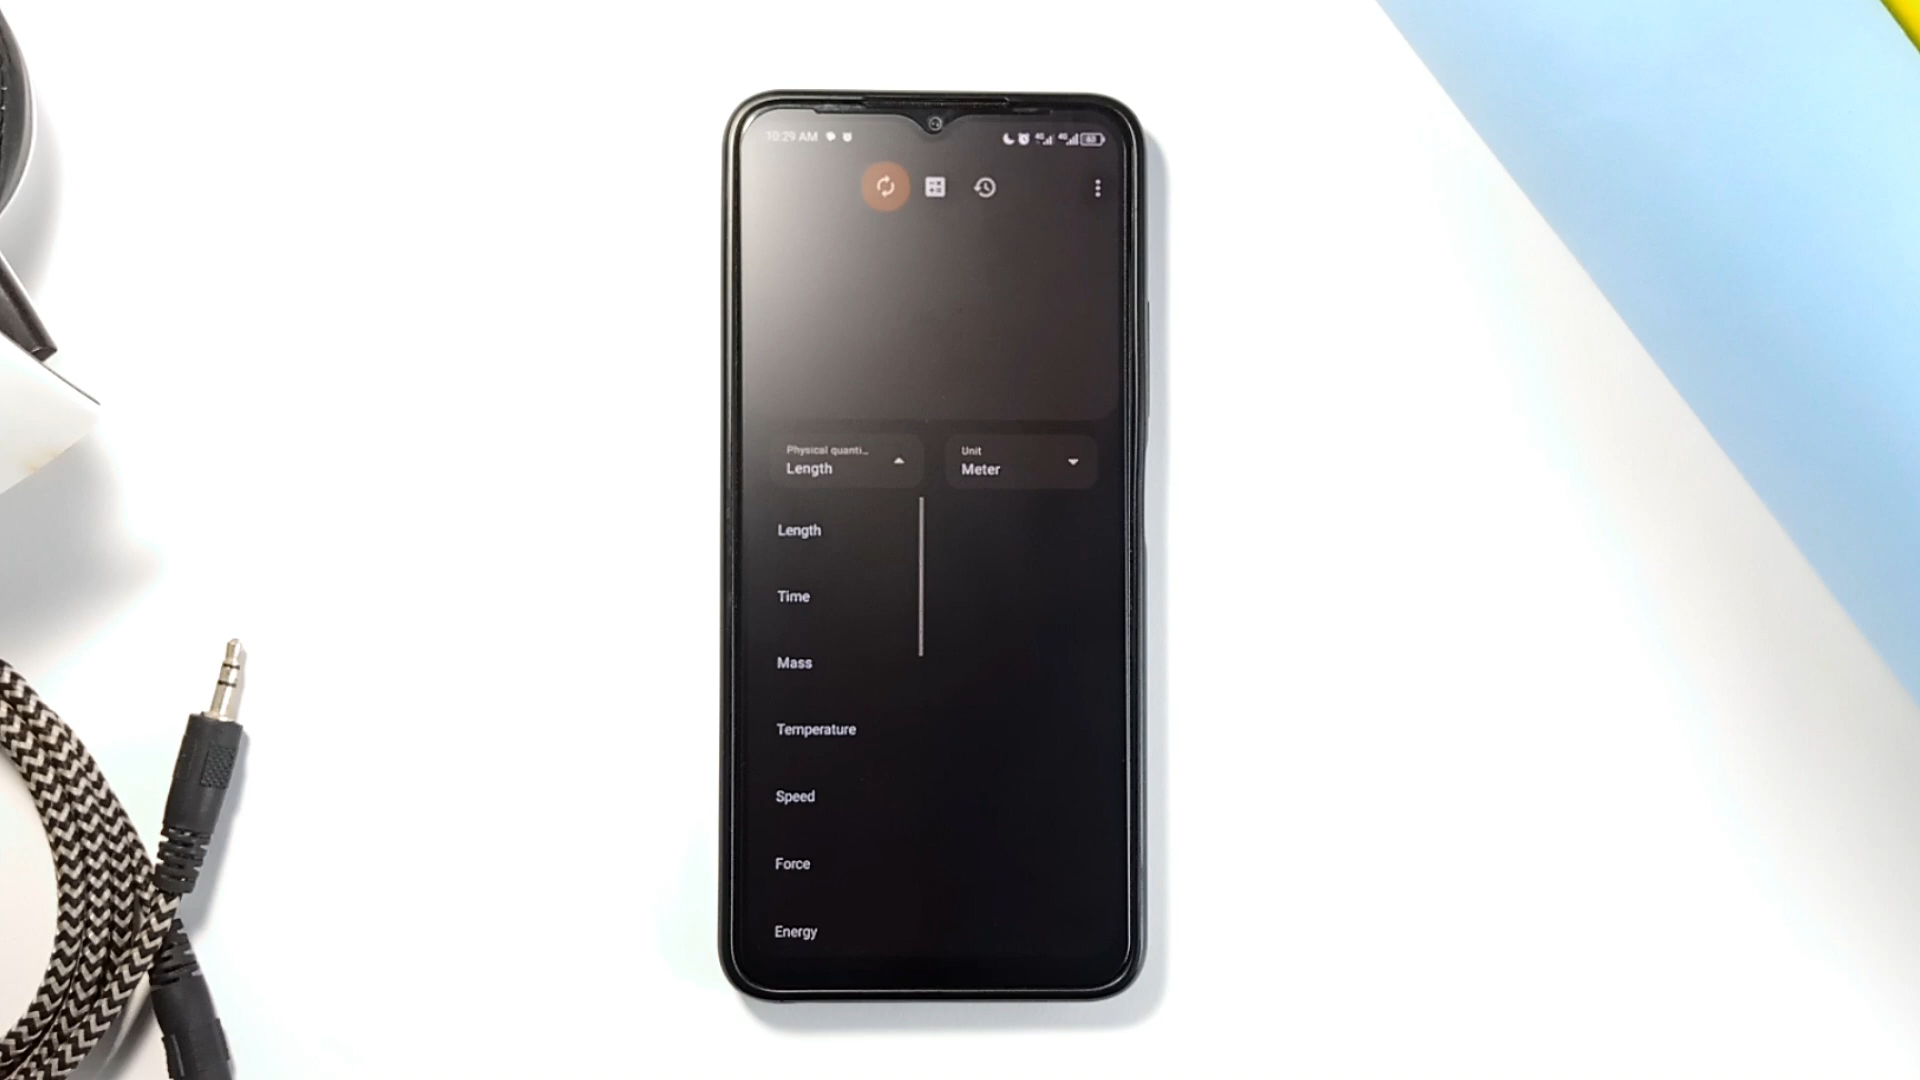 10:29 AM
Physical quanti...
Length
Unit
Meter
Length
Time
Mass
Temperature
Speed
Force
Energy